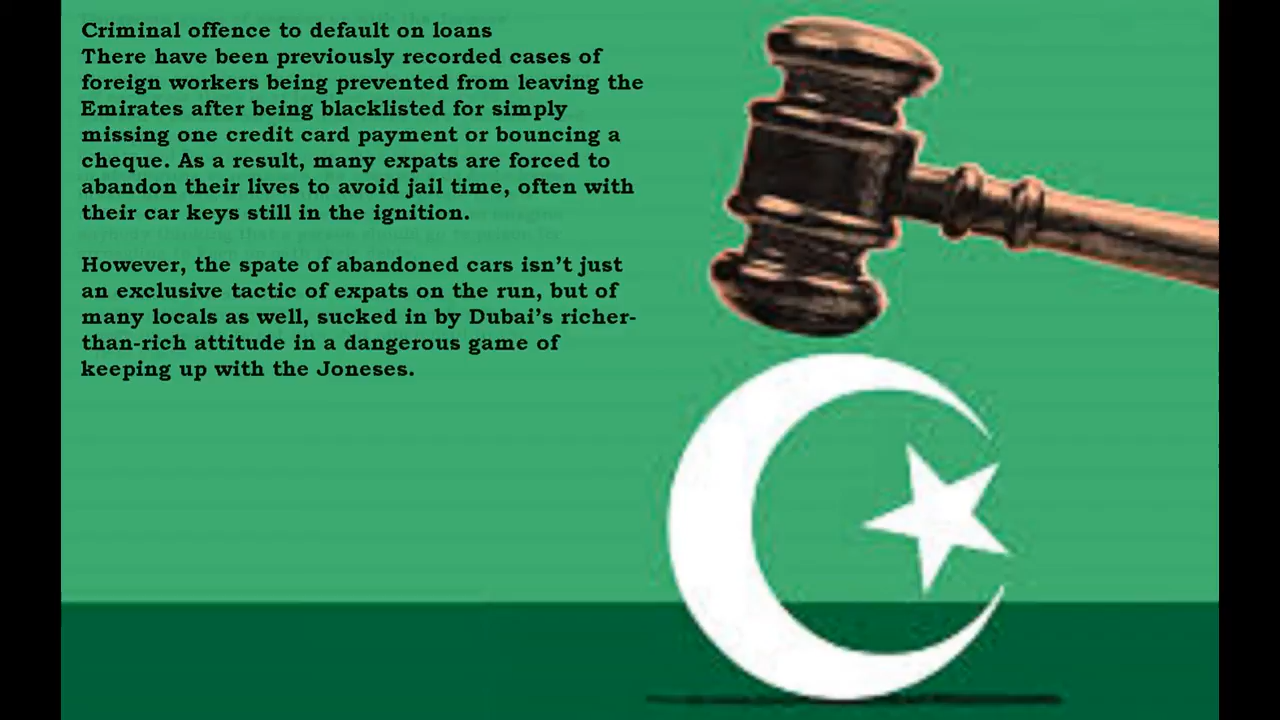 Criminal offence to default on loans
There have been previously recorded cases of
foreign workers being prevented from leaving the
Emirates after being blacklisted for simply
missing one credit card payment or bouncing a
cheque. As a result, many expats are forced to
abandon their lives to avoid jail time, often with
their car keys still in the ignition.
However, the spate of abandoned cars isn’t just
an exclusive tactic of expats on the run, but of
many locals as well, sucked in by Dubai’s richer-
than-rich attitude in a dangerous game of
keeping up with the Joneses.